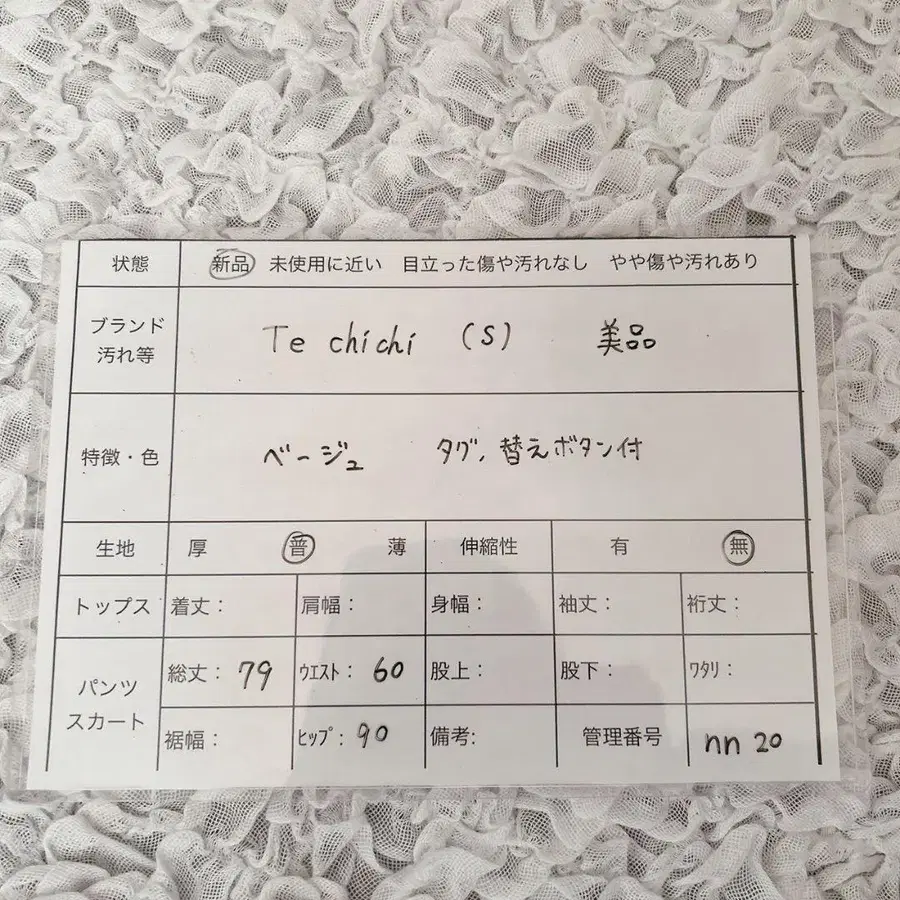 状態 新品 未使用に近い 目立った傷や汚れなし やや傷や汚れあり
ブランド
汚れ等 Te chichi (S) 美品
特徴・色 ベージュ タグ、替えボタン付
生地 厚 普 薄 伸縮性 有 無
トップス 着丈: 肩幅: 身幅: 袖丈: 裄丈:
パンツ
スカート 総丈: 79 ウエスト: 60 股上: 股下: ワタリ:
裾幅: ヒップ: 90 備考: 管理番号 nn 20